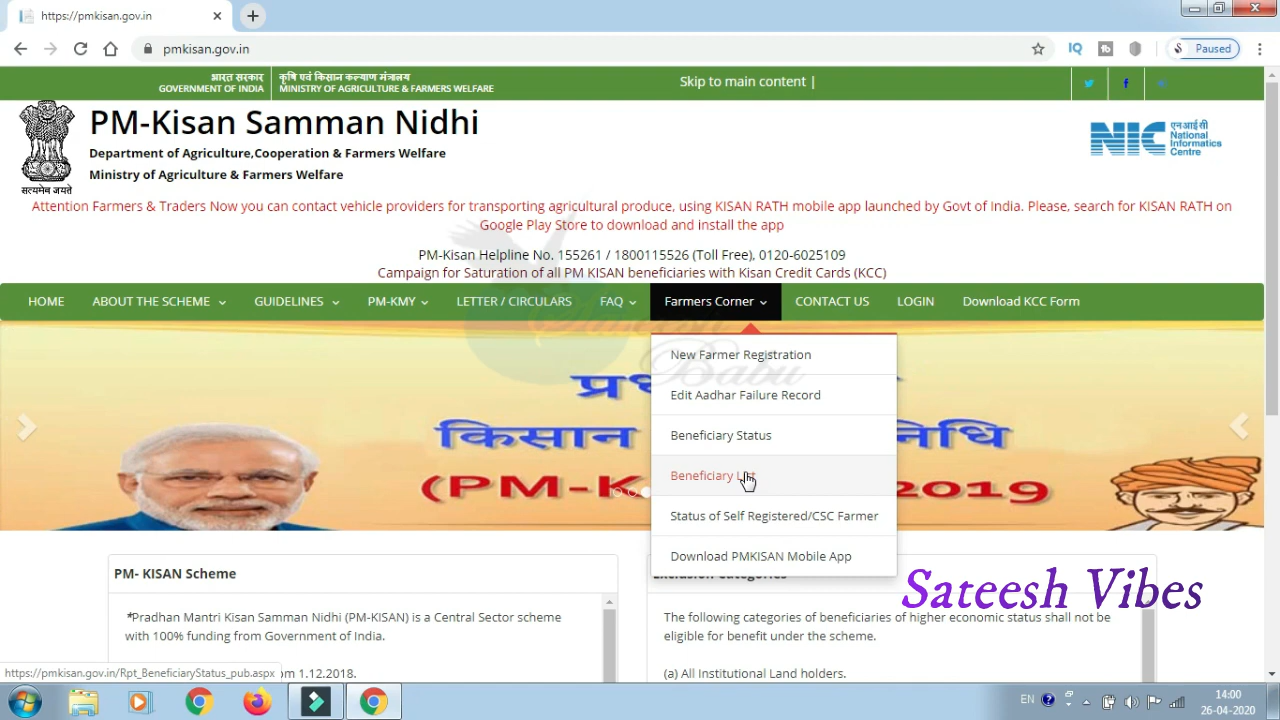 https://pmkisan.gov.in
pmkisan.gov.in
Paused
भारत सरकार
GOVERNMENT OF INDIA
कृषि एवं किसान कल्याण मंत्रालय
MINISTRY OF AGRICULTURE & FARMERS WELFARE
Skip to main content |
PM-Kisan Samman Nidhi
Department of Agriculture,Cooperation & Farmers Welfare
Ministry of Agriculture & Farmers Welfare
सत्यमेव जयते
NIC
एन आई सी
National
Informatics
Centre
Attention Farmers & Traders Now you can contact vehicle providers for transporting agricultural produce, using KISAN RATH mobile app launched by Govt of India. Please, search for KISAN RATH on
Google Play Store to download and install the app
PM-Kisan Helpline No. 155261 / 1800115526 (Toll Free), 0120-6025109
Campaign for Saturation of all PM KISAN beneficiaries with Kisan Credit Cards (KCC)
HOME ABOUT THE SCHEME GUIDELINES PM-KMY LETTER / CIRCULARS FAQ Farmers Corner CONTACT US LOGIN Download KCC Form
Sateesh
Babu
New Farmer Registration
Edit Aadhar Failure Record
Beneficiary Status
Beneficiary List
Status of Self Registered/CSC Farmer
Download PMKISAN Mobile App
किसान
(PM-K
2019
PM- KISAN Scheme
*Pradhan Mantri Kisan Samman Nidhi (PM-KISAN) is a Central Sector scheme
with 100% funding from Government of India.
om 1.12.2018.
Exclusion Categories
The following categories of beneficiaries of higher economic status shall not be
eligible for benefit under the scheme.
(a) All Institutional Land holders.
Sateesh Vibes
https://pmkisan.gov.in/Rpt_BeneficiaryStatus_pub.aspx
EN
14:00
26-04-2020